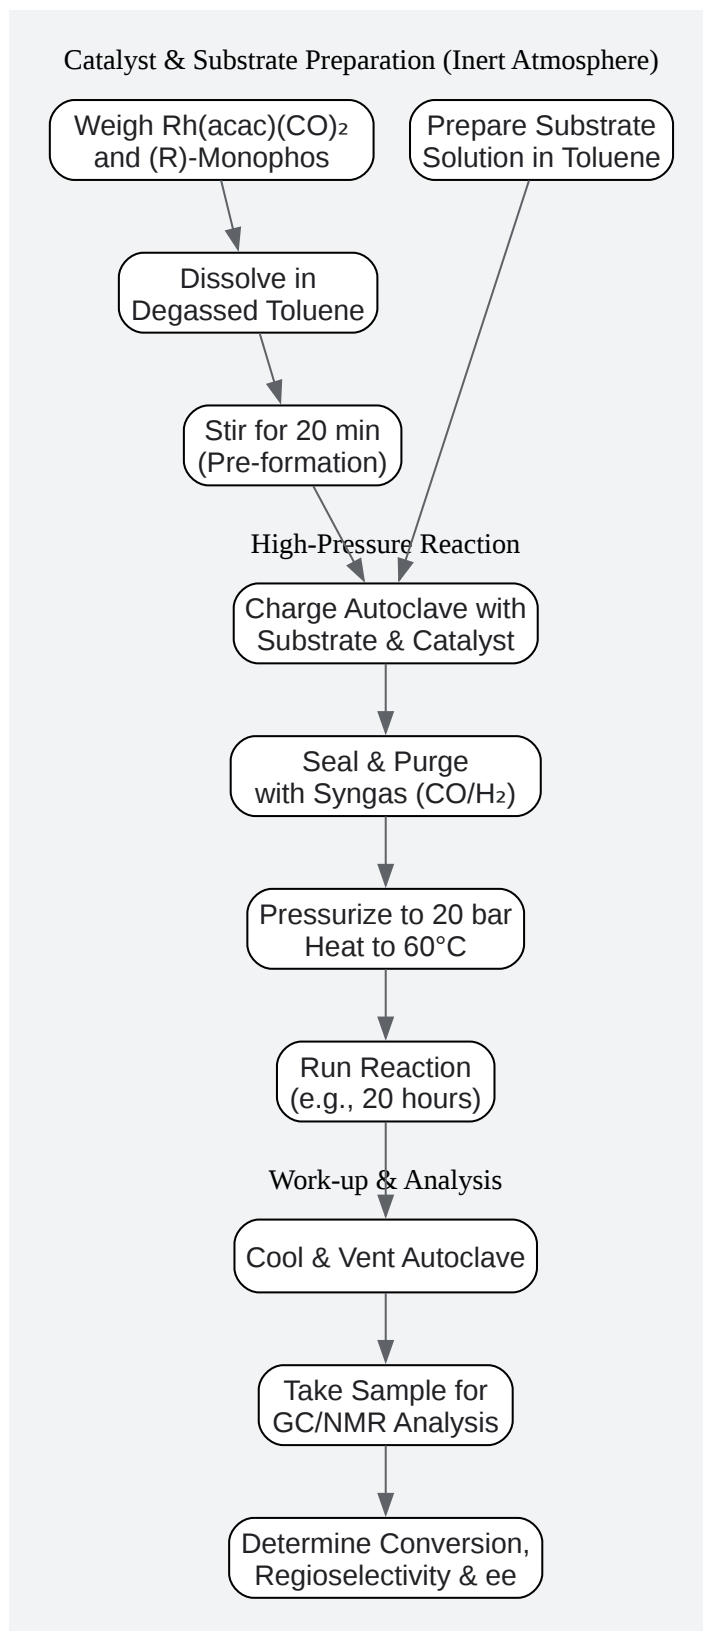 Catalyst & Substrate Preparation (Inert Atmosphere)
Weigh Rh(acac)(CO)₂
and (R)-Monophos
Prepare Substrate
Solution in Toluene
Dissolve in
Degassed Toluene
Stir for 20 min
(Pre-formation)
High-Pressure Reaction
Charge Autoclave with
Substrate & Catalyst
Seal & Purge
with Syngas (CO/H₂)
Pressurize to 20 bar
Heat to 60°C
Run Reaction
(e.g., 20 hours)
Work-up & Analysis
Cool & Vent Autoclave
Take Sample for
GC/NMR Analysis
Determine Conversion,
Regioselectivity & ee